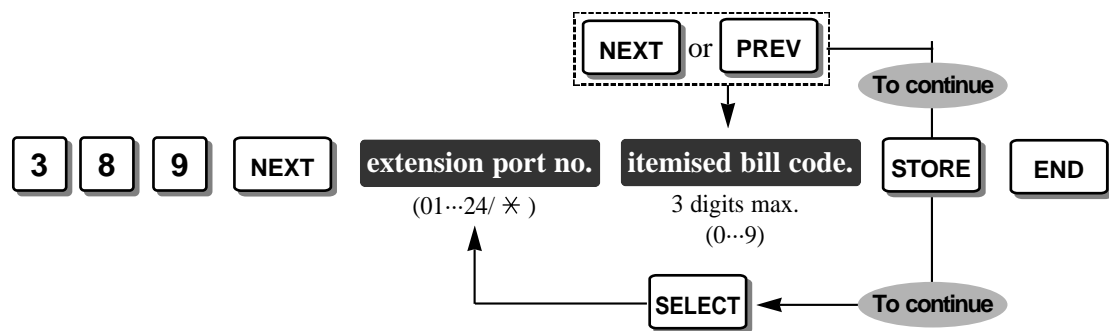 NEXT or PREV
To continue
3 8 9 NEXT extension port no. itemised bill code. STORE END
(01···24/ ✳ ) 3 digits max.
(0···9)
SELECT To continue